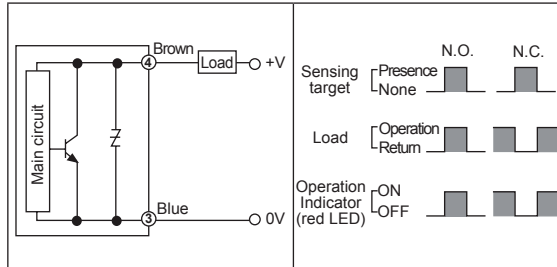 Brown
4
Load
+V
Main circuit
Blue
3
0V
N.O.
N.C.
Sensing
target
Presence
None
Load
Operation
Return
Operation
Indicator
(red LED)
ON
OFF